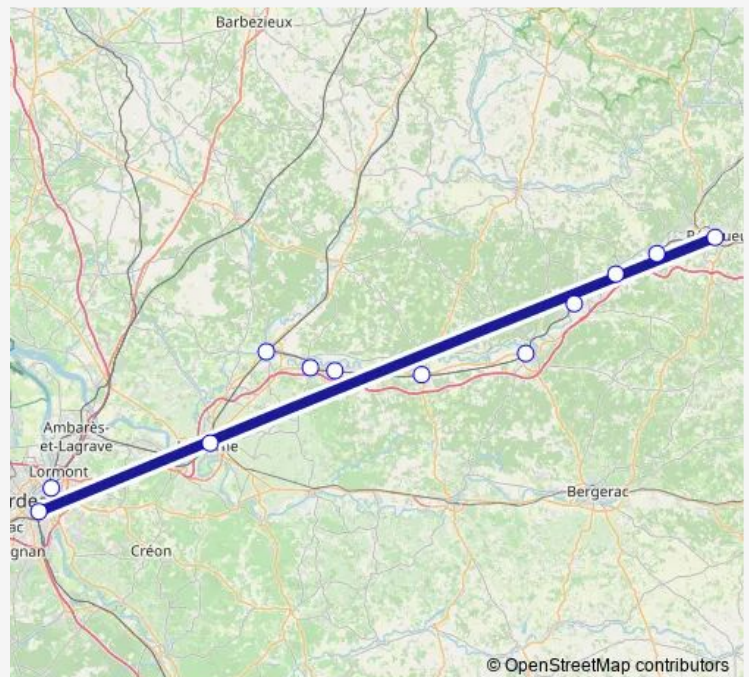 Barbezieux
Ambarès-
et-Lagrave
Lormont
Créon
Bergerac
© OpenStreetMap contributors